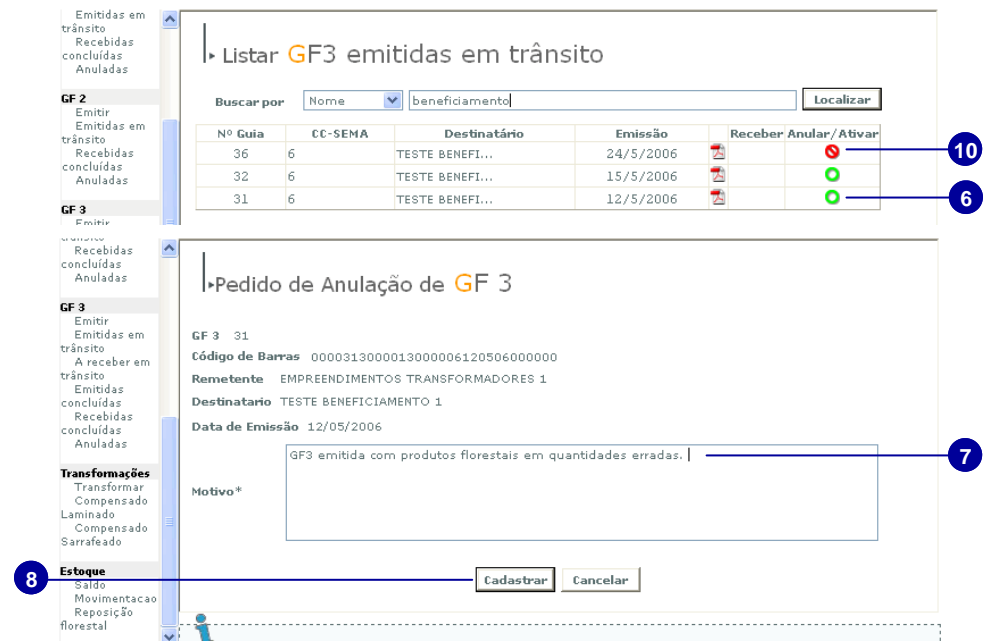 Emitidas em
trânsito
Recebidas
concluídas
Anuladas
GF 2
Emitir
Emitidas em
trânsito
Recebidas
concluídas
Anuladas
GF 3
Emitir
Listar GF3 emitidas em trânsito
Buscar por Nome beneficiamento Localizar
Nº Guia CC-SEMA Destinatário Emissão Receber Anular/Ativar
36 6 TESTE BENEFI... 24/5/2006
32 6 TESTE BENEFI... 15/5/2006
31 6 TESTE BENEFI... 12/5/2006
10
6
trânsito
Recebidas
concluídas
Anuladas
GF 3
Emitir
Emitidas em
trânsito
A receber em
trânsito
Emitidas
concluídas
Recebidas
concluídas
Anuladas
Transformações
Transformar
Compensado
Laminado
Compensado
Sarrafeado
Estoque
Saldo
Movimentacao
Reposição
florestal
Pedido de Anulação de GF 3
GF 3 31
Código de Barras 0000313000013000006120506000000
Remetente EMPREENDIMENTOS TRANSFORMADORES 1
Destinatario TESTE BENEFICIAMENTO 1
Data de Emissão 12/05/2006
GF3 emitida com produtos florestais em quantidades erradas.
Motivo*
7
8
Cadastrar Cancelar